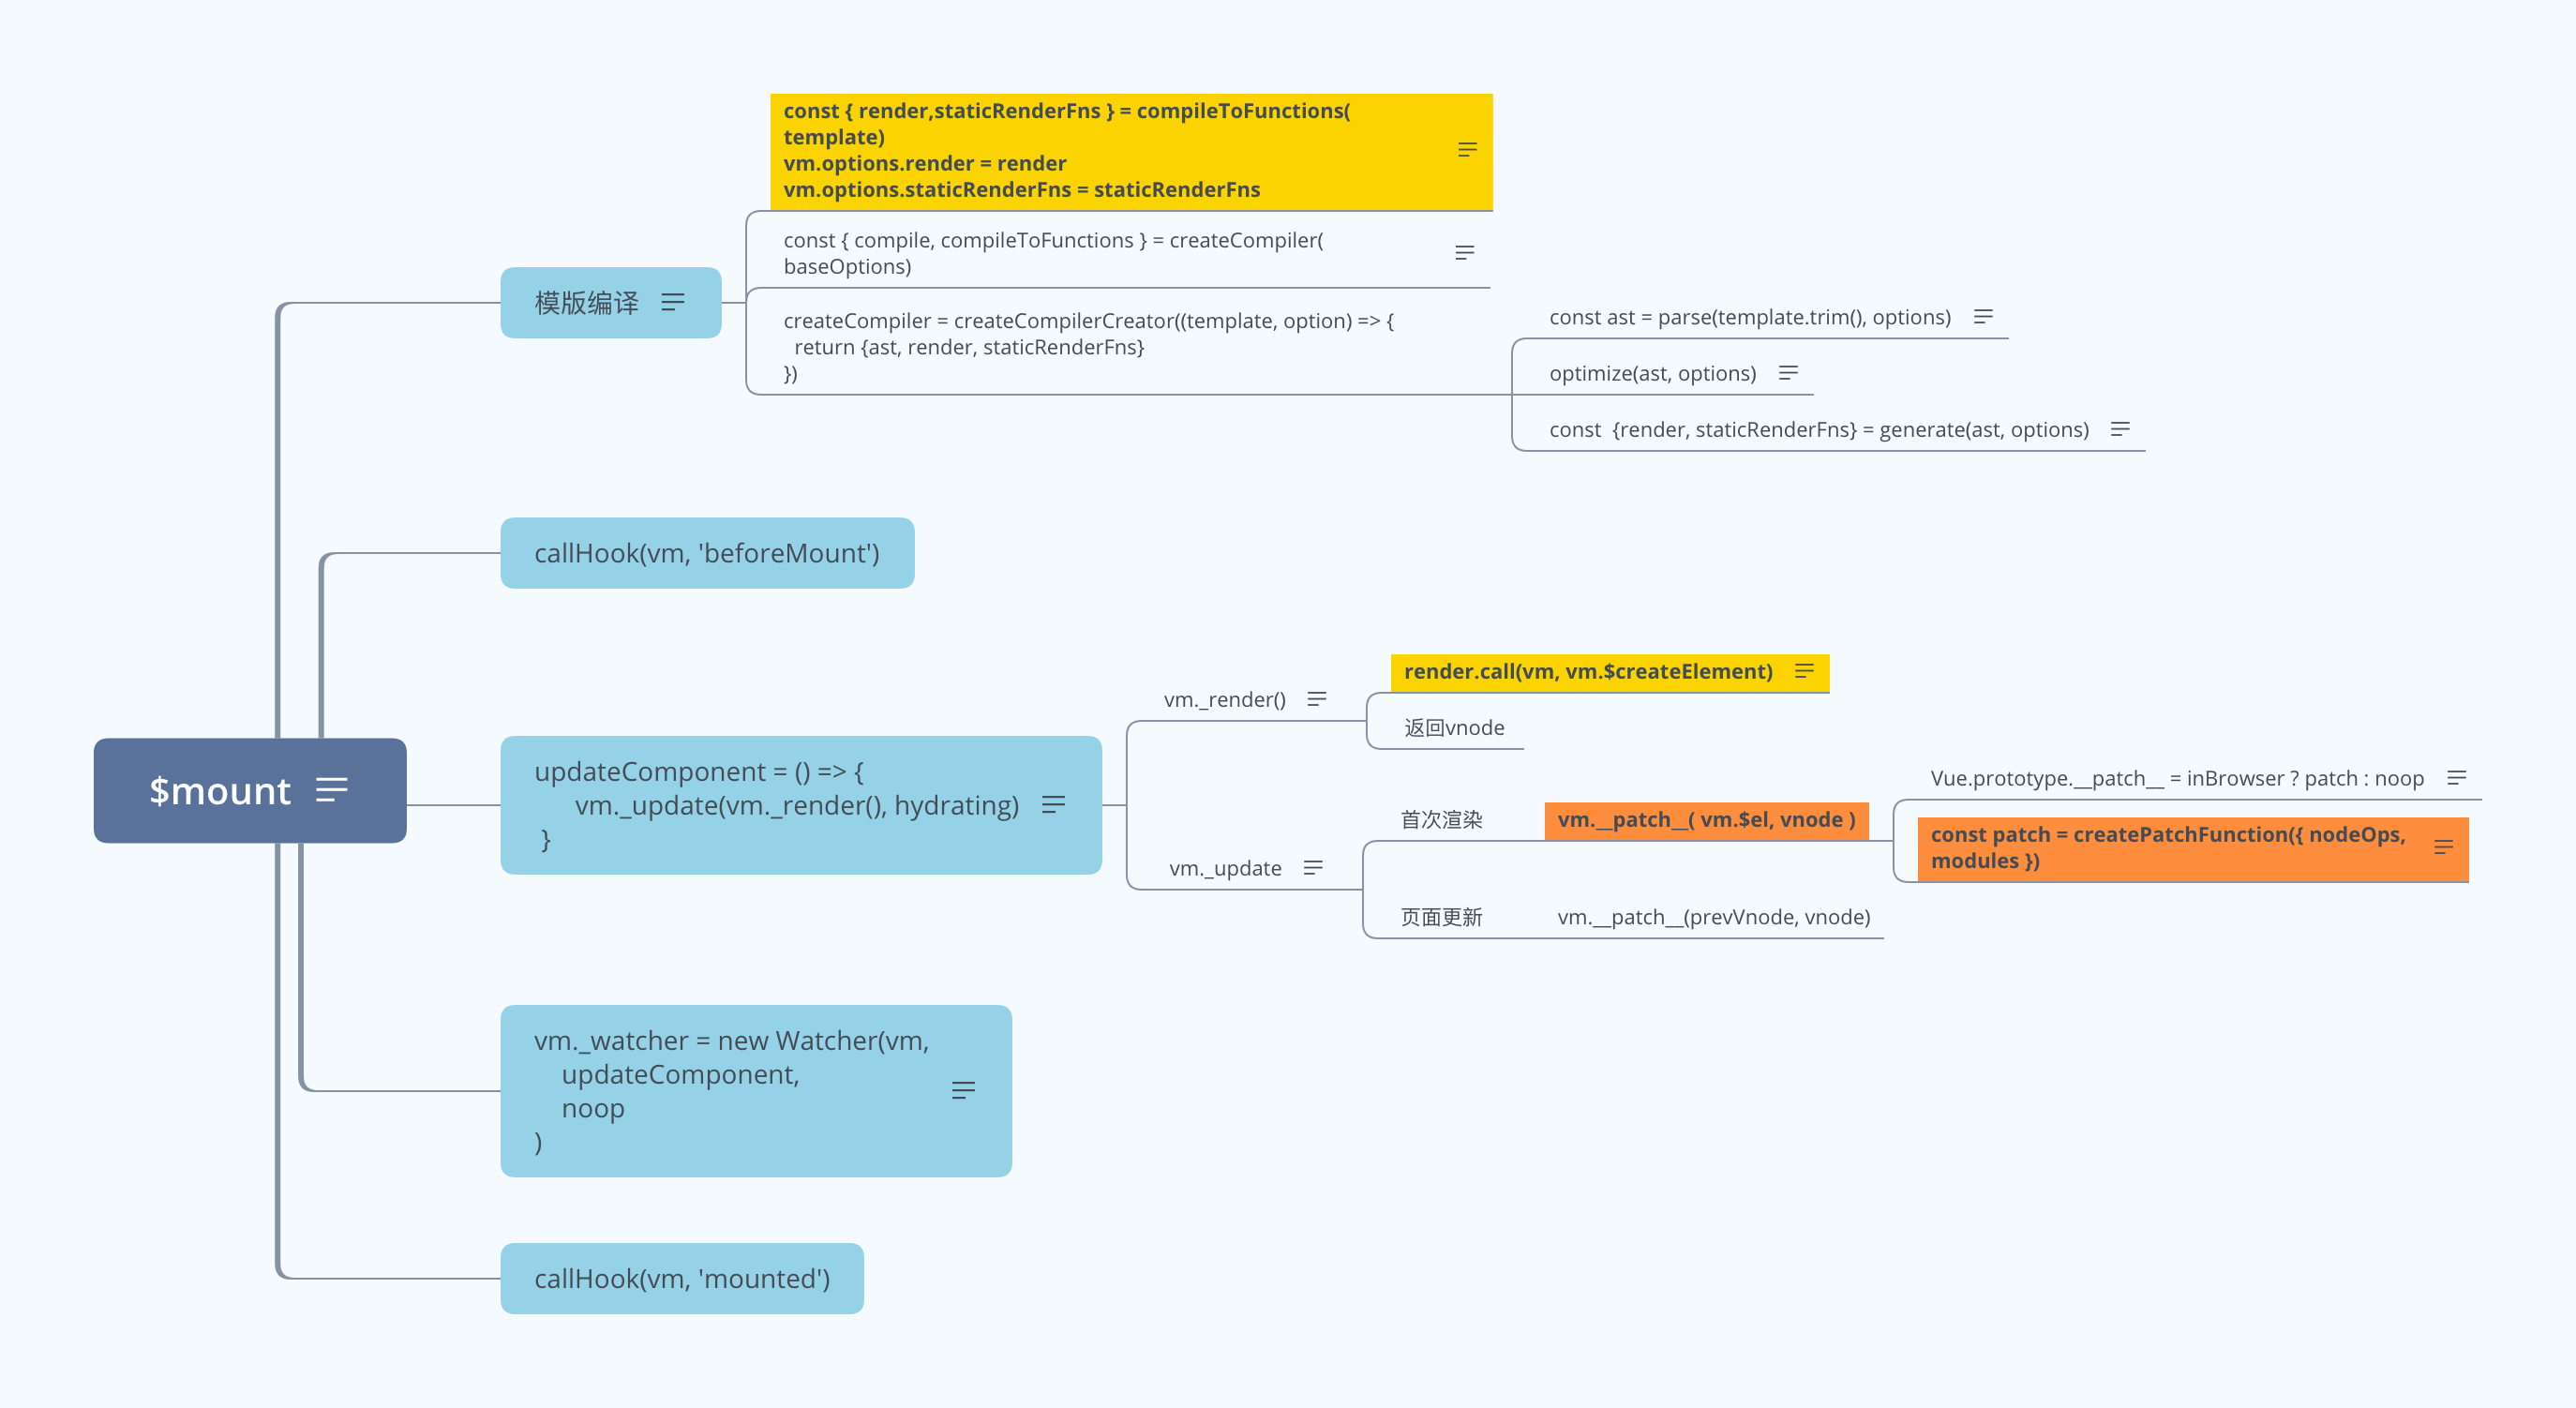 $mount
模版编译
const { render,staticRenderFns } = compileToFunctions(
template)
vm.options.render = render
vm.options.staticRenderFns = staticRenderFns
const { compile, compileToFunctions } = createCompiler(
baseOptions)
createCompiler = createCompilerCreator((template, option) => {
  return {ast, render, staticRenderFns}
})
const ast = parse(template.trim(), options)
optimize(ast, options)
const  {render, staticRenderFns} = generate(ast, options)
callHook(vm, 'beforeMount')
updateComponent = () => {
      vm._update(vm._render(), hydrating)
 }
vm._render()
render.call(vm, vm.$createElement)
返回vnode
vm._update
首次渲染
vm.__patch__( vm.$el, vnode )
Vue.prototype.__patch__ = inBrowser ? patch : noop
const patch = createPatchFunction({ nodeOps,
modules })
页面更新
vm.__patch__(prevVnode, vnode)
vm._watcher = new Watcher(vm,
    updateComponent,
    noop
)
callHook(vm, 'mounted')